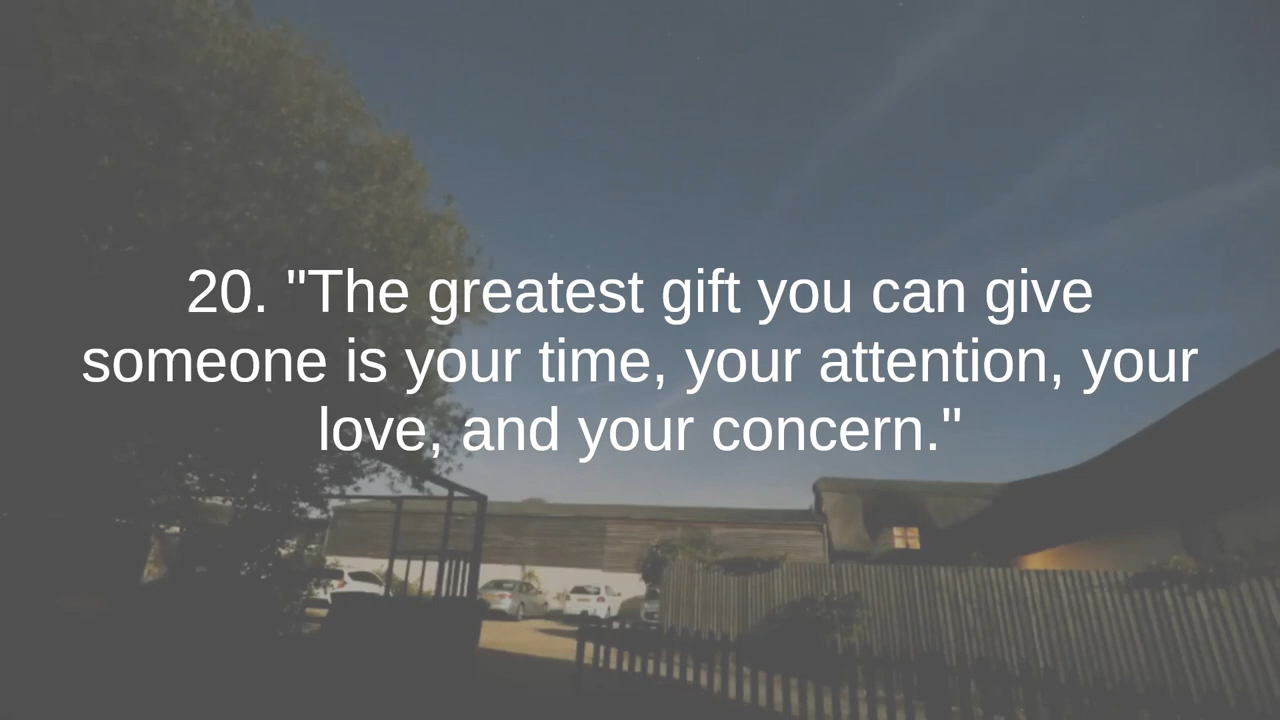 20. "The greatest gift you can give
someone is your time, your attention, your
love, and your concern."